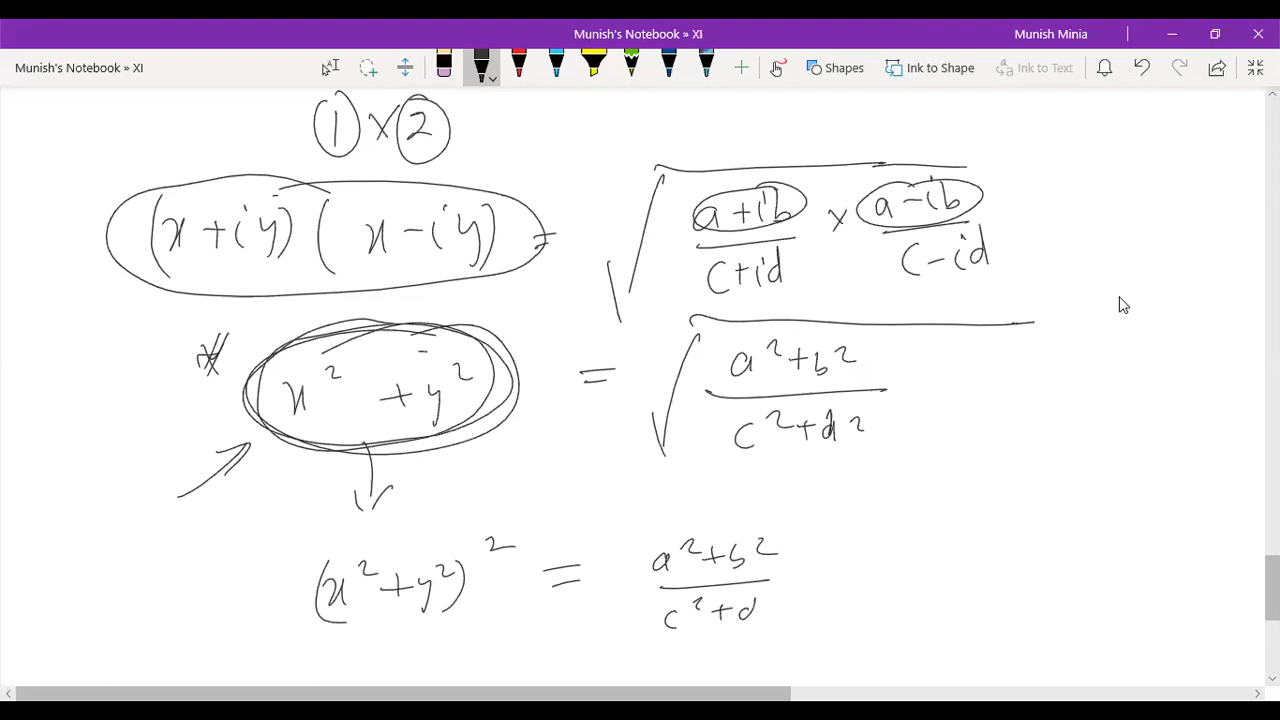 Munish's Notebook » XI
Munish Minia
Munish's Notebook » XI
Shapes
Ink to Shape
Ink to Text
① × ②
(x + iy) (x - iy) = √((a + ib)/(c + id) × (a - ib)/(c - id))
x² + y² = √((a² + b²)/(c² + d²))
(x² + y²)² = (a² + b²)/(c² + d)